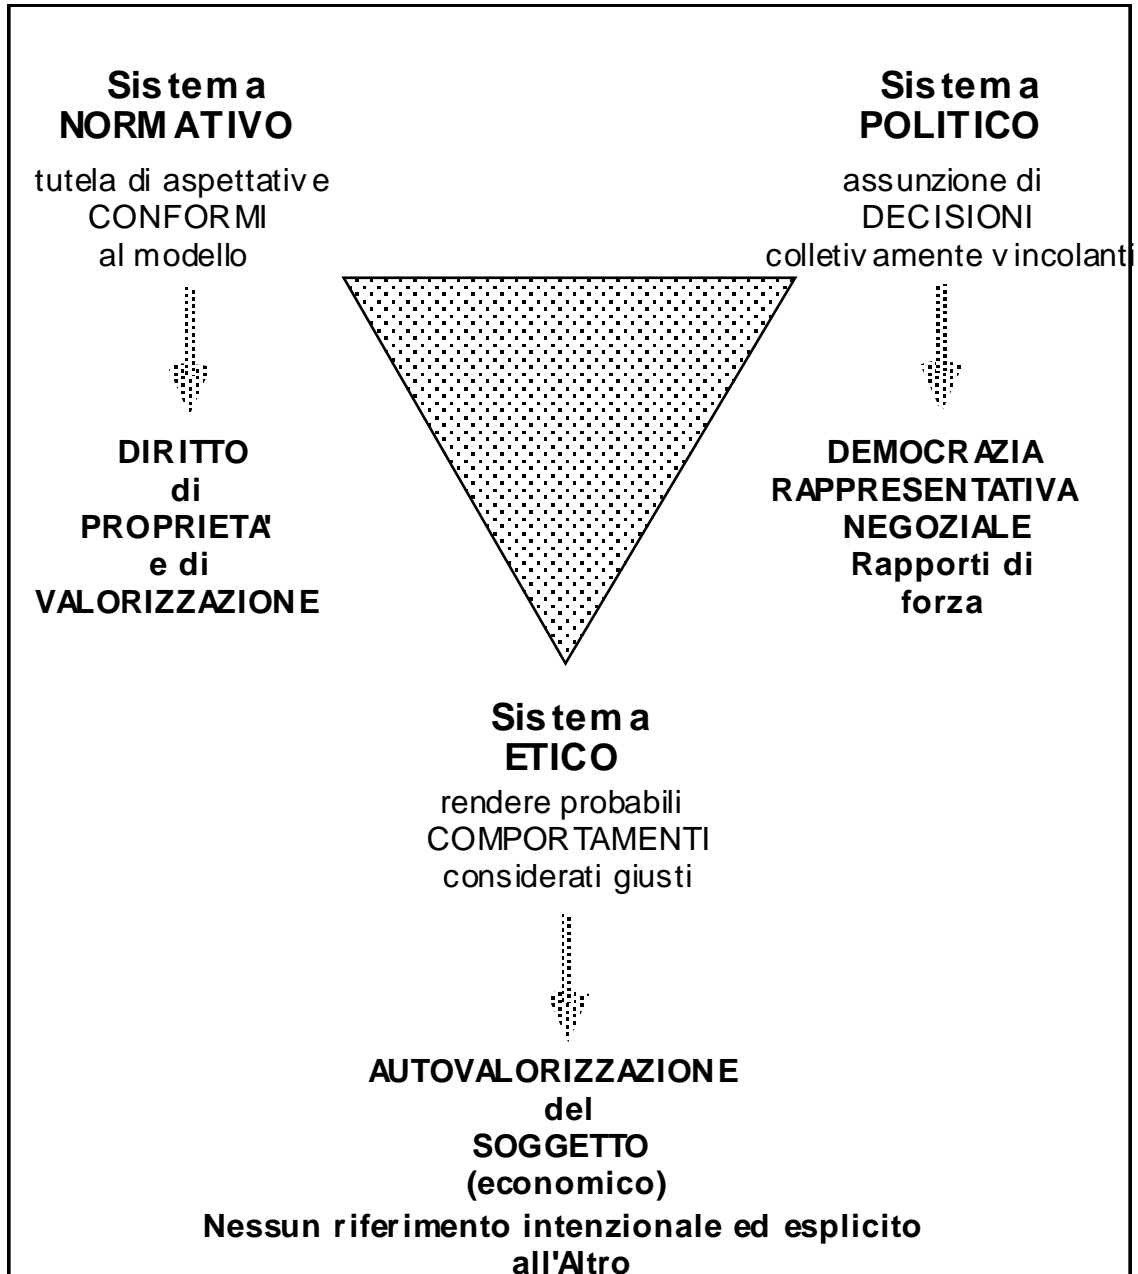 Sistema
NORMATIVO
tutela di aspettative
CONFORMI
al modello
DIRITTO
di
PROPRIETA'
e di
VALORIZZAZIONE
Sistema
POLITICO
assunzione di
DECISIONI
colletivamente vincolanti
DEMOCRAZIA
RAPPRESENTATIVA
NEGOZIALE
Rapporti di
forza
Sistema
ETICO
rendere probabili
COMPORTAMENTI
considerati giusti
AUTOVALORIZZAZIONE
del
SOGGETTO
(economico)
Nessun riferimento intenzionale ed esplicito
all'Altro